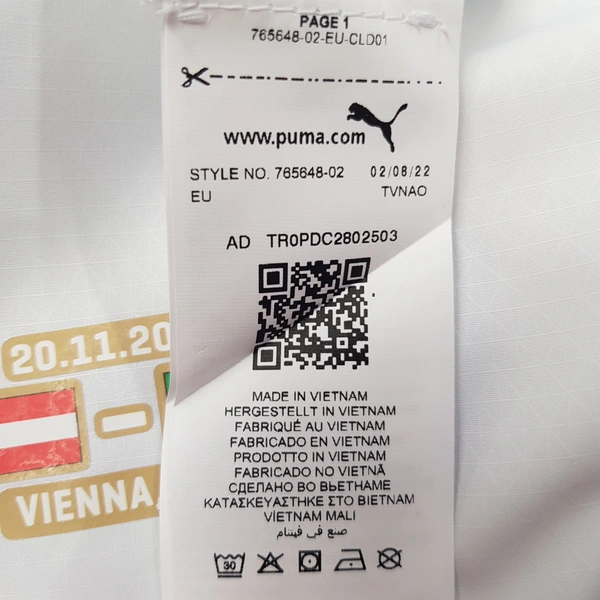 PAGE 1
765648-02-EU-CLD01
www.puma.com
STYLE NO. 765648-02 02/08/22
EU TVNAO
AD TR0PDC2802503
20.11.20
VIENNA,
MADE IN VIETNAM
HERGESTELLT IN VIETNAM
FABRIQUÉ AU VIETNAM
FABRICADO EN VIETNAM
PRODOTTO IN VIETNAM
FABRICADO NO VIETNÃ
СДЕЛАНО ВО ВЬЕТНАМЕ
ΚΑΤΑΣΚΕΥΑΣΤΗΚΕ ΣΤΟ ΒΙΕΤΝΑΜ
VIETNAM MALI
صنع في فيتنام
30